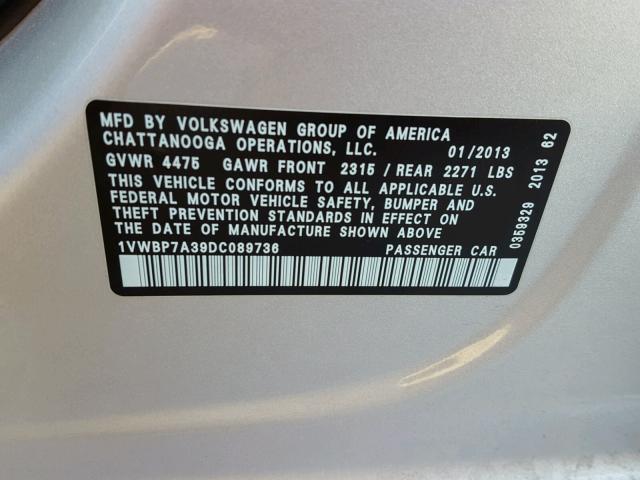 MFD BY VOLKSWAGEN GROUP OF AMERICA
CHATTANOOGA OPERATIONS, LLC. 01/2013
GVWR 4475 GAWR FRONT 2315 / REAR 2271 LBS
THIS VEHICLE CONFORMS TO ALL APPLICABLE U.S.
FEDERAL MOTOR VEHICLE SAFETY, BUMPER AND
THEFT PREVENTION STANDARDS IN EFFECT ON
THE DATE OF MANUFACTURE SHOWN ABOVE
1VWBP7A39DC089736 PASSENGER CAR
0359329 2013 62